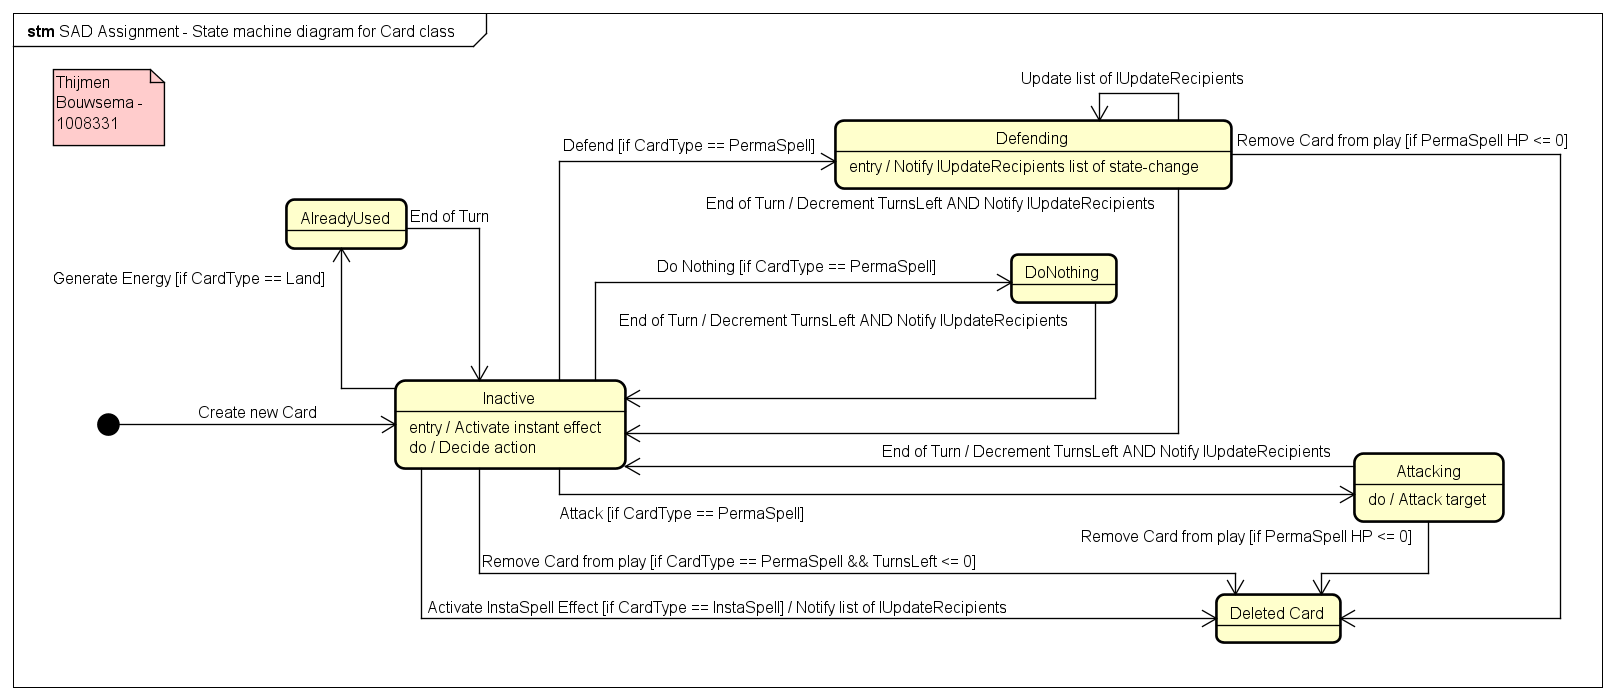 stm SAD Assignment - State machine diagram for Card class
Thijmen
Bouwsema -
1008331
Update list of IUpdateRecipients
Defending
entry / Notify IUpdateRecipients list of state-change
Defend [if CardType == PermaSpell]
Remove Card from play [if PermaSpell HP <= 0]
End of Turn / Decrement TurnsLeft AND Notify IUpdateRecipients
AlreadyUsed
End of Turn
Generate Energy [if CardType == Land]
Do Nothing [if CardType == PermaSpell]
DoNothing
End of Turn / Decrement TurnsLeft AND Notify IUpdateRecipients
Create new Card
Inactive
entry / Activate instant effect
do / Decide action
End of Turn / Decrement TurnsLeft AND Notify IUpdateRecipients
Attacking
do / Attack target
Attack [if CardType == PermaSpell]
Remove Card from play [if PermaSpell HP <= 0]
Remove Card from play [if CardType == PermaSpell && TurnsLeft <= 0]
Activate InstaSpell Effect [if CardType == InstaSpell] / Notify list of IUpdateRecipients
Deleted Card